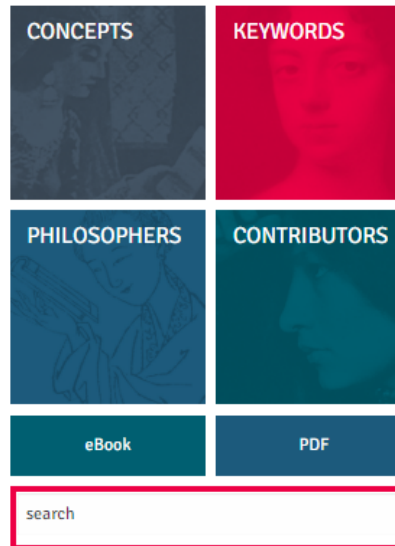 CONCEPTS
KEYWORDS
PHILOSOPHERS
CONTRIBUTORS
eBook
PDF
search